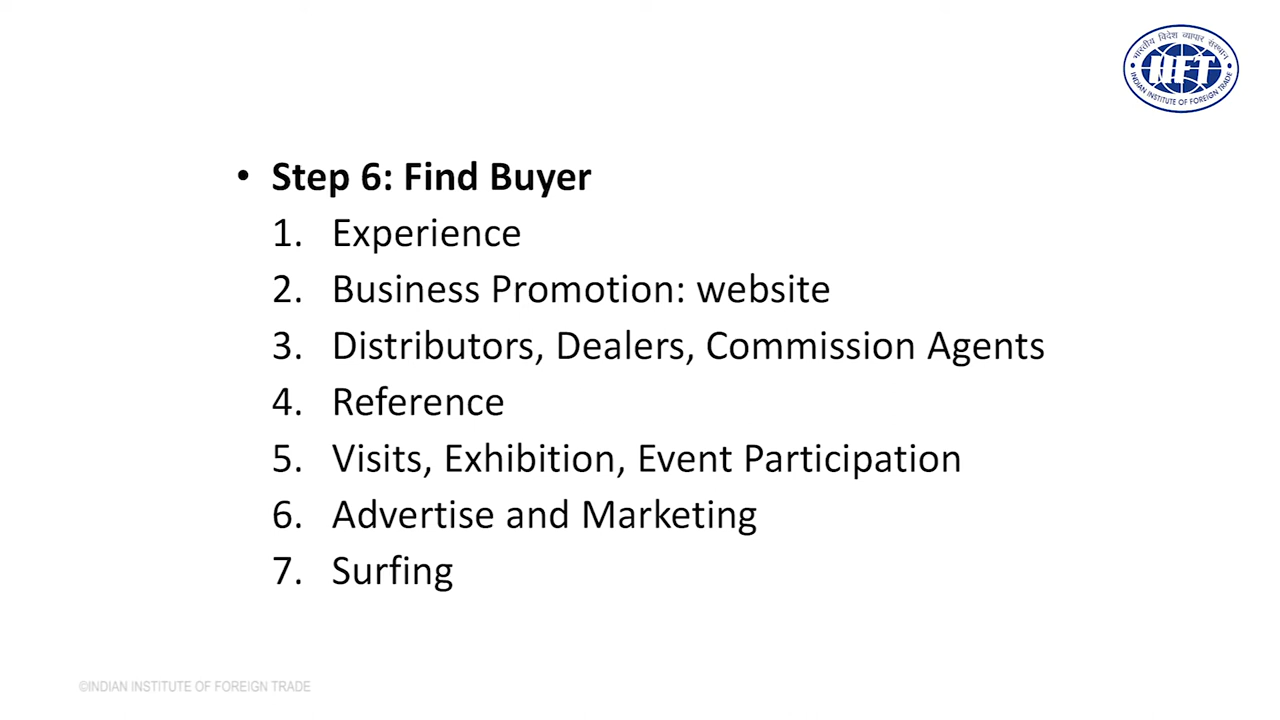 भारतीय विदेश व्यापार संस्थान
IIFT
INDIAN INSTITUTE OF FOREIGN TRADE
• Step 6: Find Buyer
1. Experience
2. Business Promotion: website
3. Distributors, Dealers, Commission Agents
4. Reference
5. Visits, Exhibition, Event Participation
6. Advertise and Marketing
7. Surfing
©INDIAN INSTITUTE OF FOREIGN TRADE